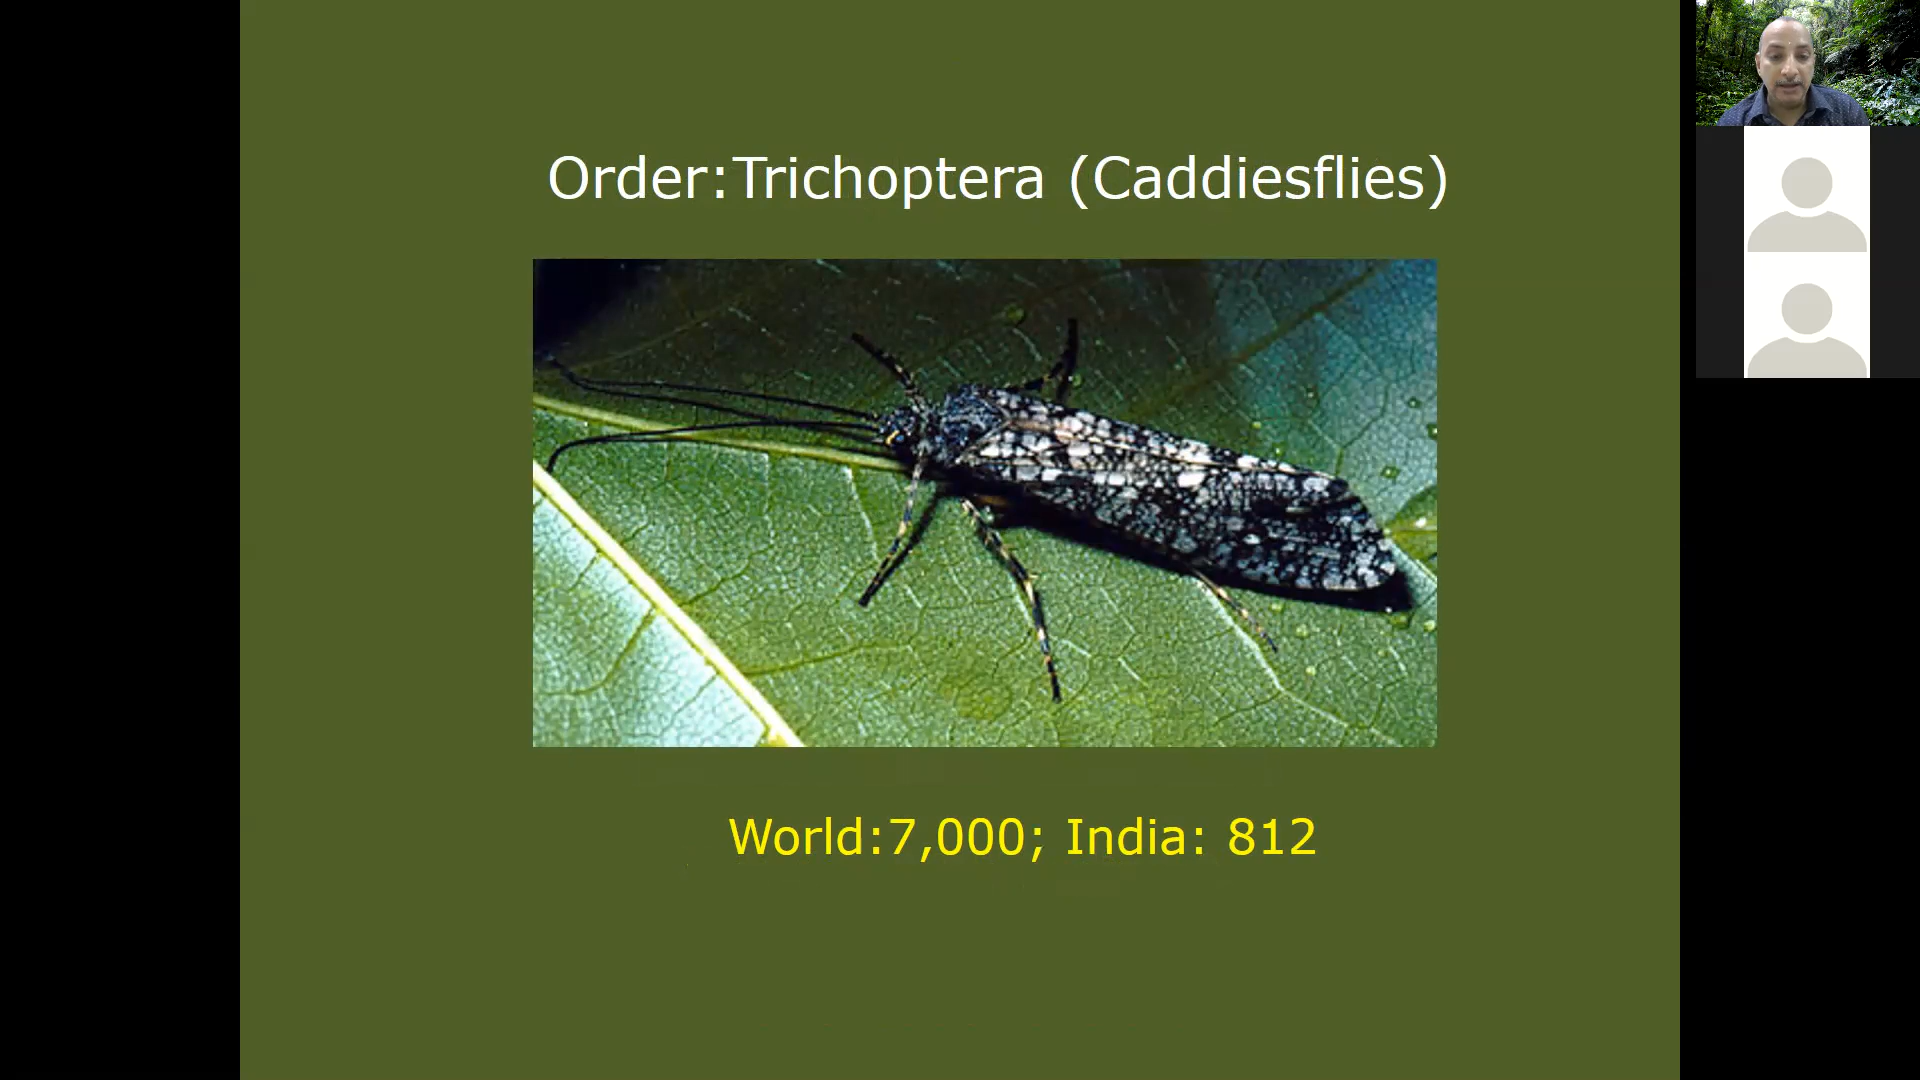 Order:Trichoptera (Caddiesflies)
World:7,000; India: 812